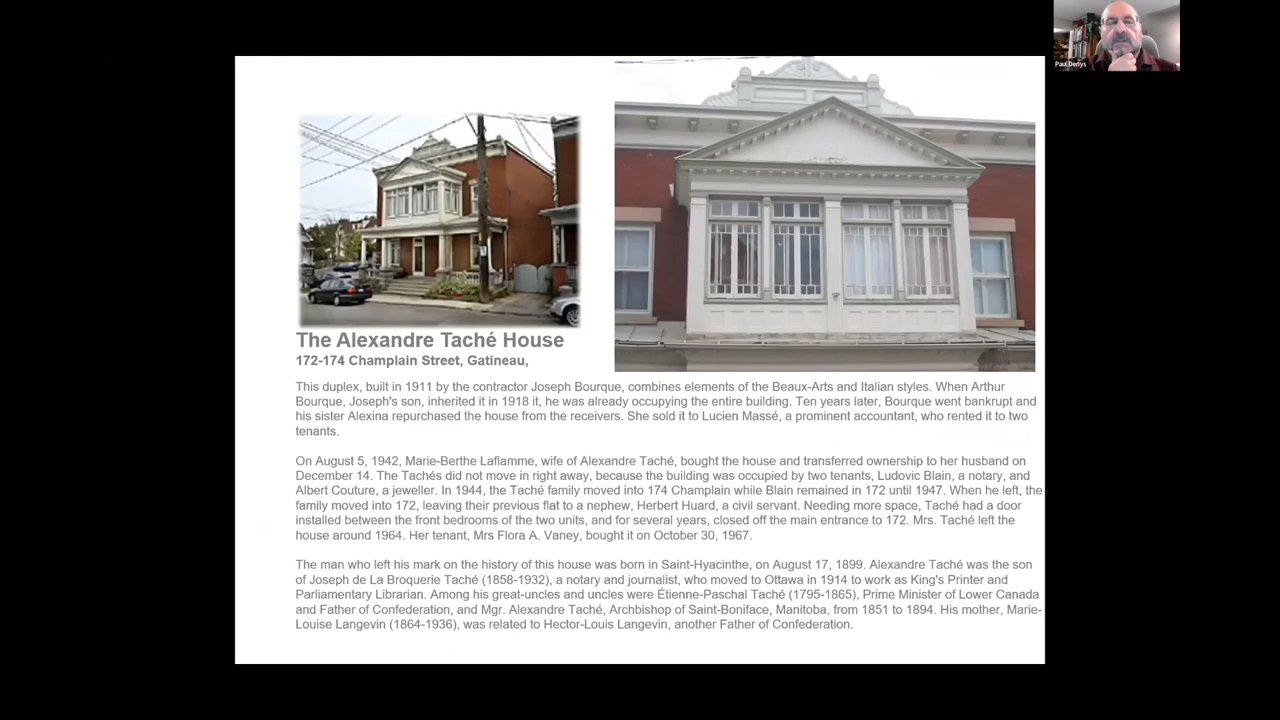 Paul Denys
The Alexandre Taché House
172-174 Champlain Street, Gatineau,
This duplex, built in 1911 by the contractor Joseph Bourque, combines elements of the Beaux-Arts and Italian styles. When Arthur
Bourque, Joseph's son, inherited it in 1918 it, he was already occupying the entire building. Ten years later, Bourque went bankrupt and
his sister Alexina repurchased the house from the receivers. She sold it to Lucien Massé, a prominent accountant, who rented it to two
tenants.
On August 5, 1942, Marie-Berthe Laflamme, wife of Alexandre Taché, bought the house and transferred ownership to her husband on
December 14. The Tachés did not move in right away, because the building was occupied by two tenants, Ludovic Blain, a notary, and
Albert Couture, a jeweller. In 1944, the Taché family moved into 174 Champlain while Blain remained in 172 until 1947. When he left, the
family moved into 172, leaving their previous flat to a nephew, Herbert Huard, a civil servant. Needing more space, Taché had a door
installed between the front bedrooms of the two units, and for several years, closed off the main entrance to 172. Mrs. Taché left the
house around 1964. Her tenant, Mrs Flora A. Vaney, bought it on October 30, 1967.
The man who left his mark on the history of this house was born in Saint-Hyacinthe, on August 17, 1899. Alexandre Taché was the son
of Joseph de La Broquerie Taché (1858-1932), a notary and journalist, who moved to Ottawa in 1914 to work as King's Printer and
Parliamentary Librarian. Among his great-uncles and uncles were Étienne-Paschal Taché (1795-1865), Prime Minister of Lower Canada
and Father of Confederation, and Mgr. Alexandre Taché, Archbishop of Saint-Boniface, Manitoba, from 1851 to 1894. His mother, Marie-
Louise Langevin (1864-1936), was related to Hector-Louis Langevin, another Father of Confederation.